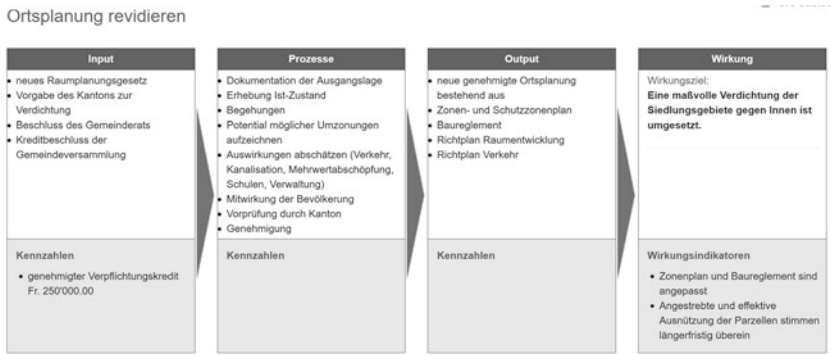 Ortsplanung revidieren
Input
• neues Raumplanungsgesetz
• Vorgabe des Kantons zur
Verdichtung
• Beschluss des Gemeinderats
• Kreditbeschluss der
Gemeindeversammlung
Kennzahlen
• genehmigter Verpflichtungskredit
Fr. 250'000.00
Prozesse
• Dokumentation der Ausgangslage
• Erhebung Ist-Zustand
• Begehungen
• Potential möglicher Umzonungen
aufzeichnen
• Auswirkungen abschätzen (Verkehr,
Kanalisation, Mehrwertabschöpfung,
Schulen, Verwaltung)
• Mitwirkung der Bevölkerung
• Vorprüfung durch Kanton
• Genehmigung
Kennzahlen
Output
• neue genehmigte Ortsplanung
bestehend aus
• Zonen- und Schutzzonenplan
• Baureglement
• Richtplan Raumentwicklung
• Richtplan Verkehr
Kennzahlen
Wirkung
Wirkungsziel:
Eine maßvolle Verdichtung der
Siedlungsgebiete gegen Innen ist
umgesetzt.
Wirkungsindikatoren
• Zonenplan und Baureglement sind
angepasst
• Angestrebte und effektive
Ausnützung der Parzellen stimmen
längerfristig überein